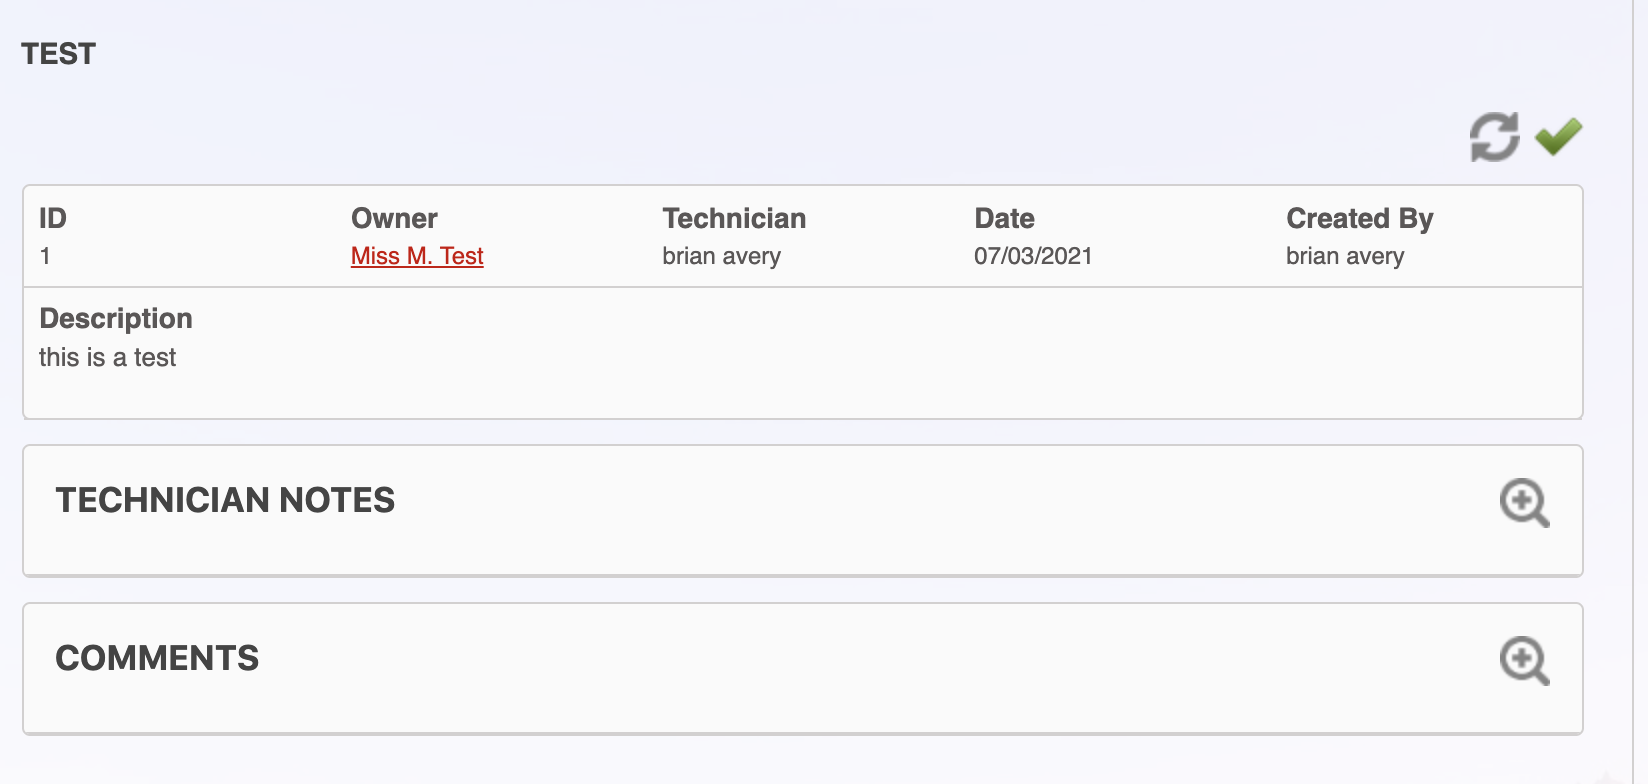 TEST
ID Owner Technician Date Created By
1 Miss M. Test brian avery 07/03/2021 brian avery
Description
this is a test
TECHNICIAN NOTES
COMMENTS